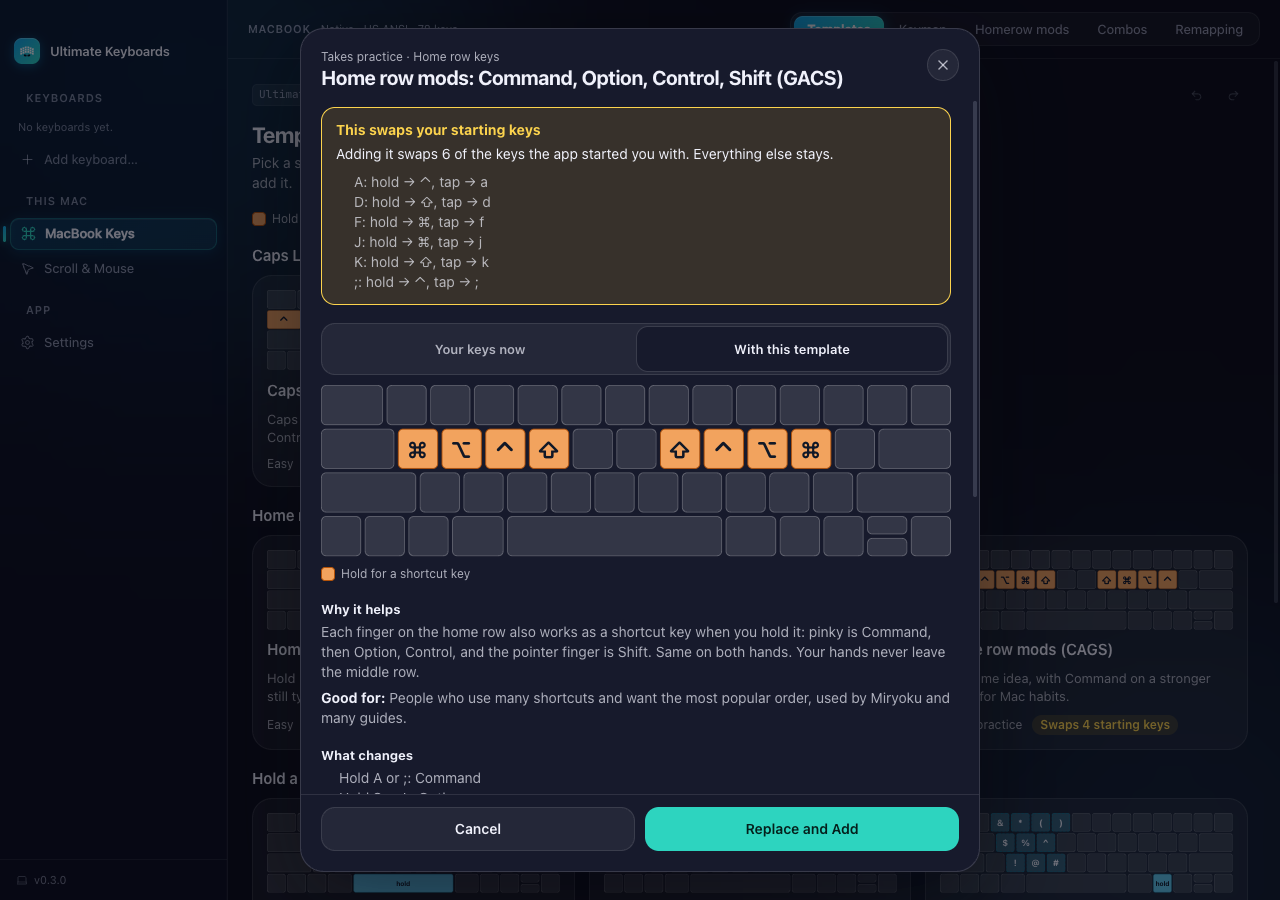 MACBOOK
Templates
Keymap
Homerow mods
Combos
Remapping
Ultimate Keyboards
KEYBOARDS
No keyboards yet.
Add keyboard...
THIS MAC
MacBook Keys
Scroll & Mouse
APP
Settings
v0.3.0
Takes practice · Home row keys
Home row mods: Command, Option, Control, Shift (GACS)
This swaps your starting keys
Adding it swaps 6 of the keys the app started you with. Everything else stays.
A: hold → ⌃, tap → a
D: hold → ⇧, tap → d
F: hold → ⌘, tap → f
J: hold → ⌘, tap → j
K: hold → ⇧, tap → k
;: hold → ⌃, tap → ;
Your keys now
With this template
⌘ ⌥ ⌃ ⇧ ⇧ ⌃ ⌥ ⌘
Hold for a shortcut key
Why it helps
Each finger on the home row also works as a shortcut key when you hold it: pinky is Command,
then Option, Control, and the pointer finger is Shift. Same on both hands. Your hands never leave
the middle row.
Good for: People who use many shortcuts and want the most popular order, used by Miryoku and
many guides.
What changes
Hold A or ;: Command
Cancel
Replace and Add
Pick a s
add it.
Hold
Caps L
Caps
Caps
Contr
Easy
Home r
Hom
Hold
still ty
Easy
Hold a
hold
row mods (CAGS)
idea, with Command on a stronger
for Mac habits.
Swaps 4 starting keys
& * ( )
$ % ^
! @ #
hold